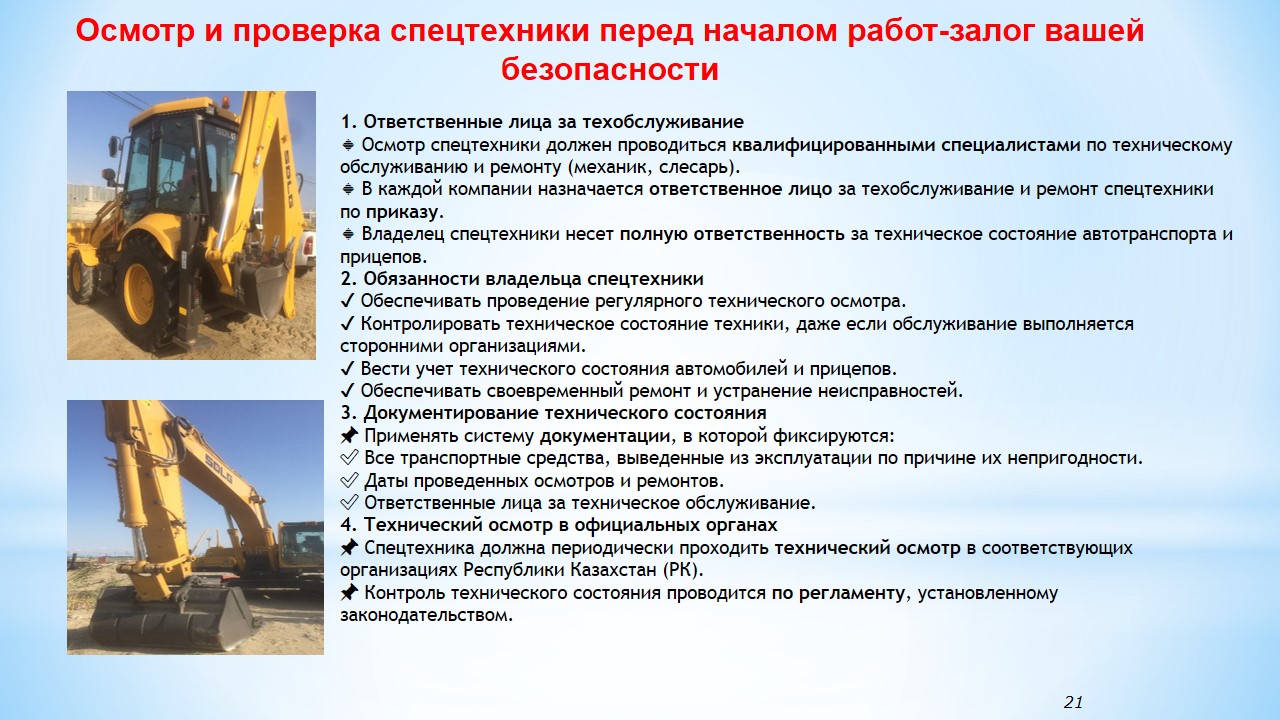 Осмотр и проверка спецтехники перед началом работ-залог вашей
безопасности
1. Ответственные лица за техобслуживание
🔹 Осмотр спецтехники должен проводиться квалифицированными специалистами по техническому
обслуживанию и ремонту (механик, слесарь).
🔹 В каждой компании назначается ответственное лицо за техобслуживание и ремонт спецтехники
по приказу.
🔹 Владелец спецтехники несет полную ответственность за техническое состояние автотранспорта и
прицепов.
2. Обязанности владельца спецтехники
✔ Обеспечивать проведение регулярного технического осмотра.
✔ Контролировать техническое состояние техники, даже если обслуживание выполняется
сторонними организациями.
✔ Вести учет технического состояния автомобилей и прицепов.
✔ Обеспечивать своевременный ремонт и устранение неисправностей.
3. Документирование технического состояния
📌 Применять систему документации, в которой фиксируются:
✅ Все транспортные средства, выведенные из эксплуатации по причине их непригодности.
✅ Даты проведенных осмотров и ремонтов.
✅ Ответственные лица за техническое обслуживание.
4. Технический осмотр в официальных органах
📌 Спецтехника должна периодически проходить технический осмотр в соответствующих
организациях Республики Казахстан (РК).
📌 Контроль технического состояния проводится по регламенту, установленному
законодательством.
SDLG
SDLG
SDLG
21